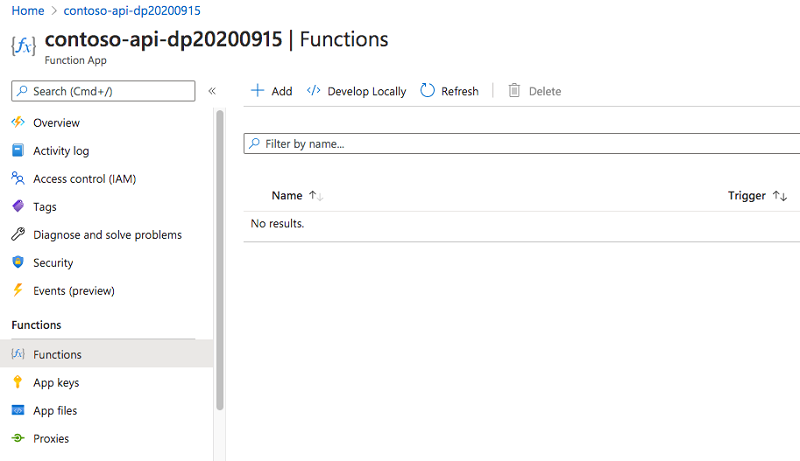 Home > contoso-api-dp20200915
{fx} contoso-api-dp20200915 | Functions
Function App
Search (Cmd+/) «
Add </> Develop Locally Refresh Delete
Overview
Activity log
Access control (IAM)
Tags
Diagnose and solve problems
Security
Events (preview)
Functions
{fx} Functions
App keys
App files
Proxies
Filter by name...
Name ↑↓ Trigger ↑↓
No results.